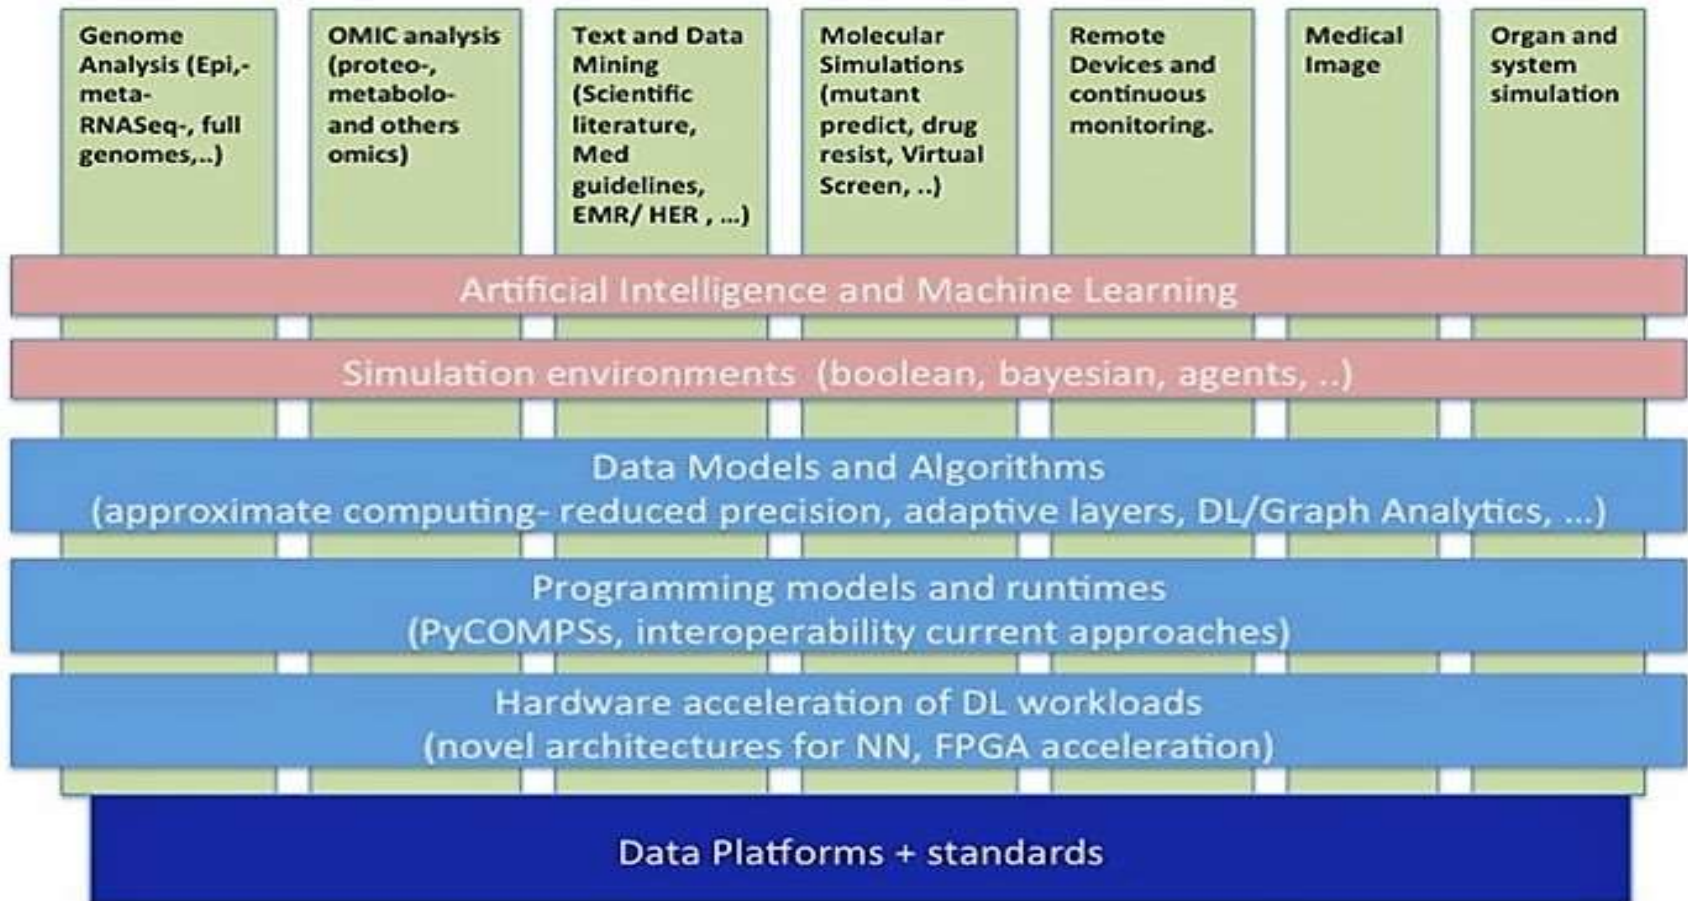 Genome
Analysis (Epi,-
meta-
RNASeq-, full
genomes,..)
OMIC analysis
(proteo-,
metabolo-
and others
omics)
Text and Data
Mining
(Scientific
literature,
Med
guidelines,
EMR/ HER , ...)
Molecular
Simulations
(mutant
predict, drug
resist, Virtual
Screen, ..)
Remote
Devices and
continuous
monitoring.
Medical
Image
Organ and
system
simulation
Artificial Intelligence and Machine Learning
Simulation environments (boolean, bayesian, agents, ..)
Data Models and Algorithms
(approximate computing- reduced precision, adaptive layers, DL/Graph Analytics, ...)
Programming models and runtimes
(PyCOMPSs, interoperability current approaches)
Hardware acceleration of DL workloads
(novel architectures for NN, FPGA acceleration)
Data Platforms + standards